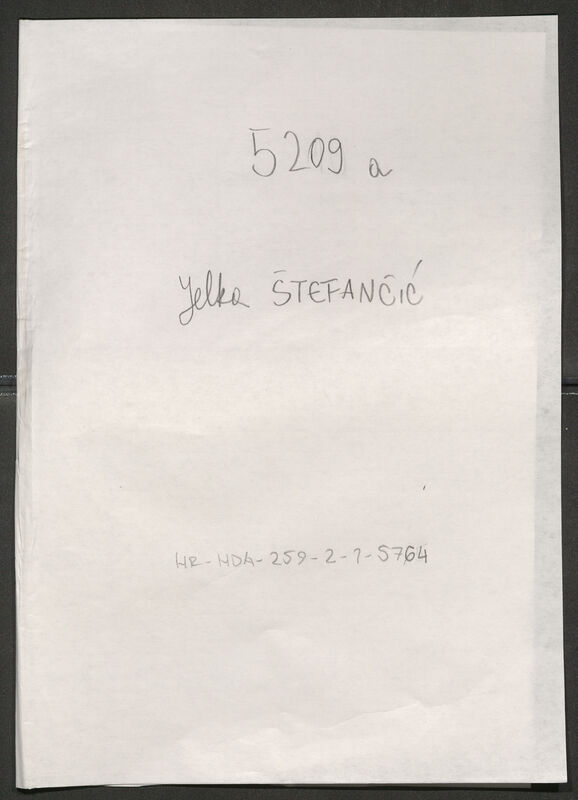 5209 a
Jelka ŠTEFANČIĆ
HR-HDA-259-2-1-5764